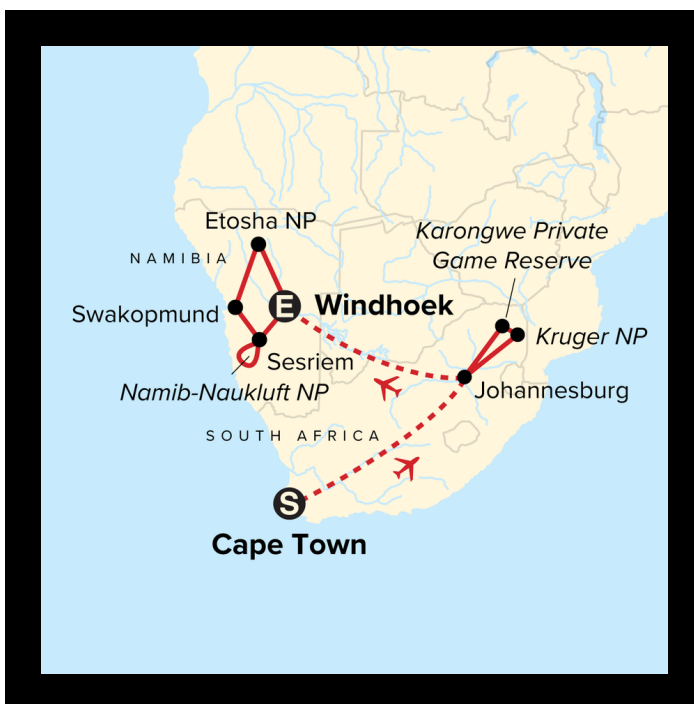 Etosha NP
Karongwe Private
Game Reserve
NAMIBIA
E
Windhoek
Swakopmund
Kruger NP
Sesriem
Namib-Naukluft NP
Johannesburg
SOUTH AFRICA
S
Cape Town